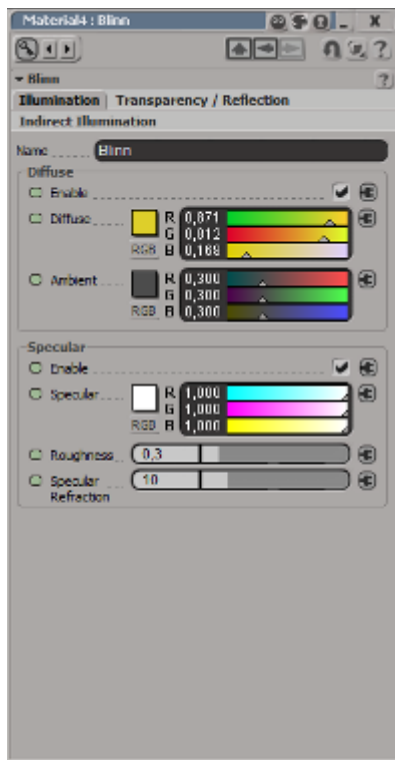 Material4 : Blinn
Blinn
Illumination Transparency / Reflection
Indirect Illumination
Name Blinn
Diffuse
Enable
Diffuse R 0,871
G 0,812
RGB B 0,169
Ambient R 0,300
G 0,300
RGB B 0,300
Specular
Enable
Specular R 1,000
G 1,000
RGB B 1,000
Roughness 0,3
Specular 10
Refraction